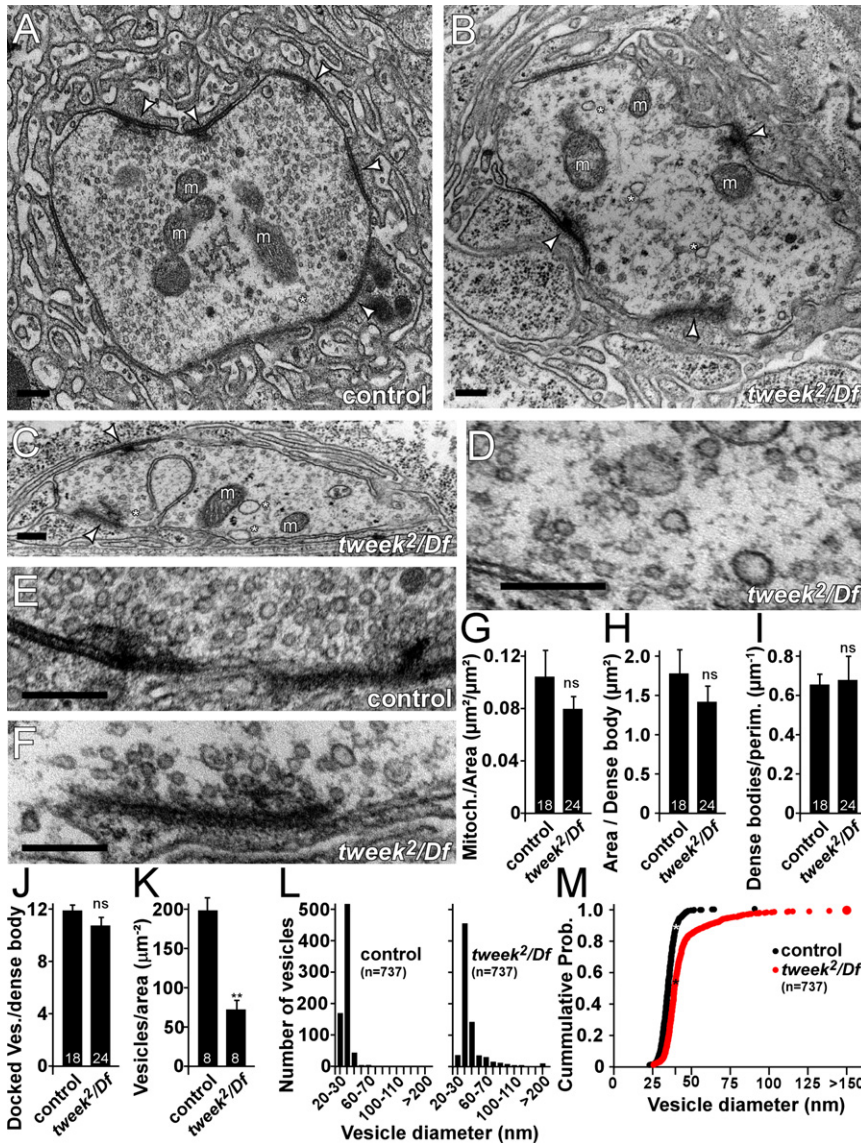 A
m
m
m
*
control
B
m
*
m
*
m
*
tweek²/Df
C
m
*
*
*
m
tweek²/Df
D
tweek²/Df
E
control
F
tweek²/Df
G
Mitoch./Area (µm²/µm²)
0.12
0.08
0.04
0
ns
18
24
control
tweek²/Df
H
Area / Dense body (µm²)
2.0
1.5
1.0
0.5
0
ns
18
24
control
tweek²/Df
I
Dense bodies/perim. (µm⁻¹)
0.8
0.6
0.4
0.2
0
ns
18
24
control
tweek²/Df
J
Docked Ves./dense body
12
8
4
0
ns
18
24
control
tweek²/Df
K
Vesicles/area (µm⁻²)
200
150
100
50
0
**
8
8
control
tweek²/Df
L
Number of vesicles
500
400
300
200
100
0
control
(n=737)
20-30
60-70
100-110
>200
tweek²/Df
(n=737)
20-30
60-70
100-110
>200
Vesicle diameter (nm)
M
Cummulative Prob.
1.0
0.8
0.6
0.4
0.2
0
*
*
control
tweek²/Df
(n=737)
0
25
50
75
100
125
>150
Vesicle diameter (nm)